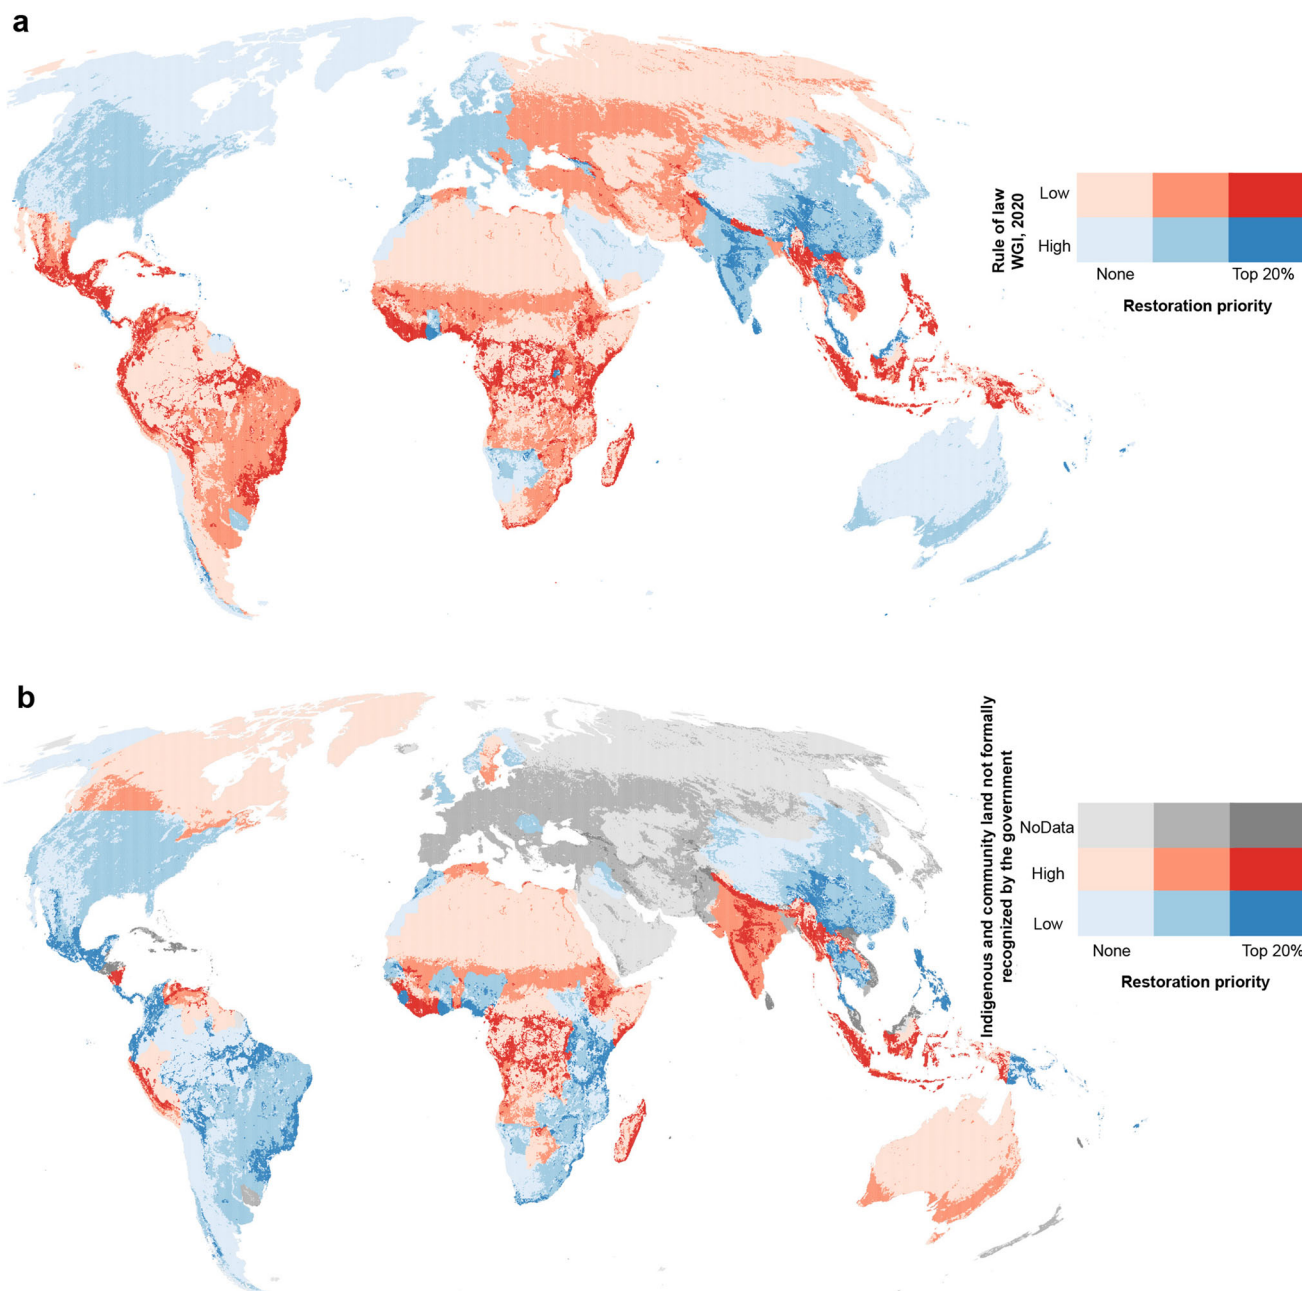 a
Rule of law
WGI, 2020
Low
High
None
Top 20%
Restoration priority
b
Indigenous and community land not formally
recognized by the government
NoData
High
Low
None
Top 20%
Restoration priority